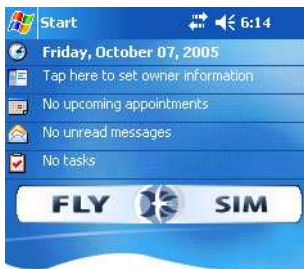 Start 6:14
Friday, October 07, 2005
Tap here to set owner information
No upcoming appointments
No unread messages
No tasks
FLY SIM